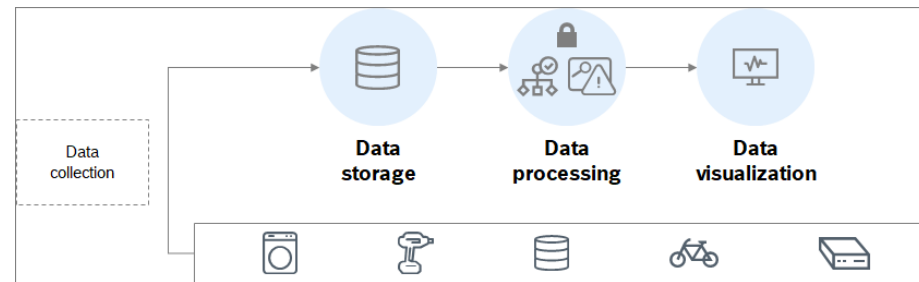 Data
storage
Data
processing
Data
visualization
Data
collection